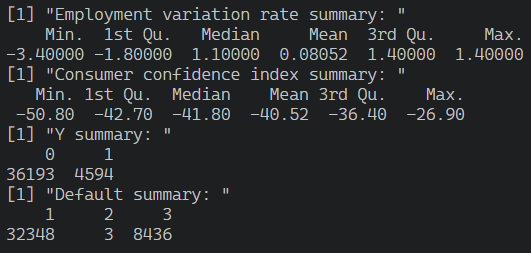 [1] "Employment variation rate summary: "
    Min.  1st Qu.   Median     Mean  3rd Qu.     Max.
-3.40000 -1.80000  1.10000  0.08052  1.40000  1.40000
[1] "Consumer confidence index summary: "
   Min. 1st Qu.  Median    Mean 3rd Qu.    Max.
 -50.80  -42.70  -41.80  -40.52  -36.40  -26.90
[1] "Y summary: "
    0     1
36193  4594
[1] "Default summary: "
    1     2     3
32348     3  8436